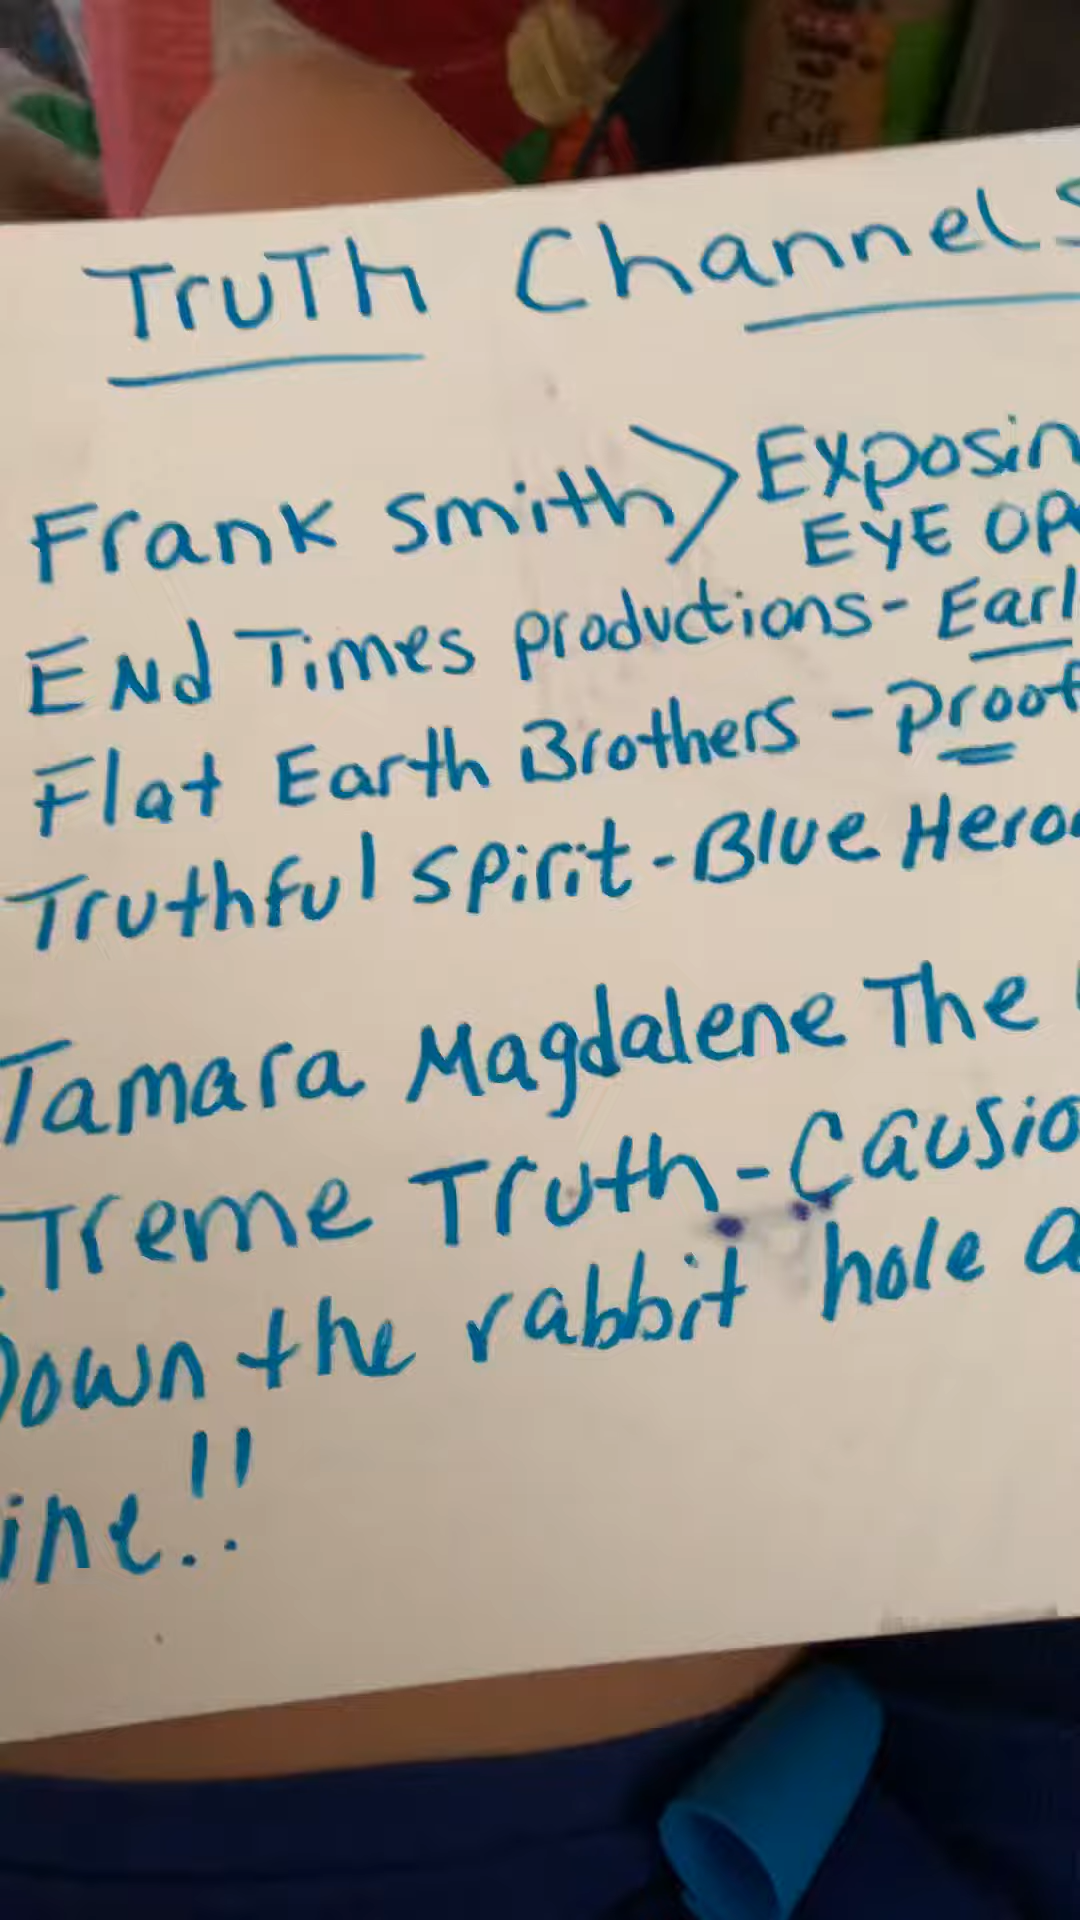 TruTh Channels
Frank Smith > Exposin
EYE OP
End Times productions - Earl
Flat Earth Brothers - Proof
Truthful Spirit - Blue Hero
Tamara Magdalene The
Treme Truth - Causio
Down the rabbit hole a
ine!!